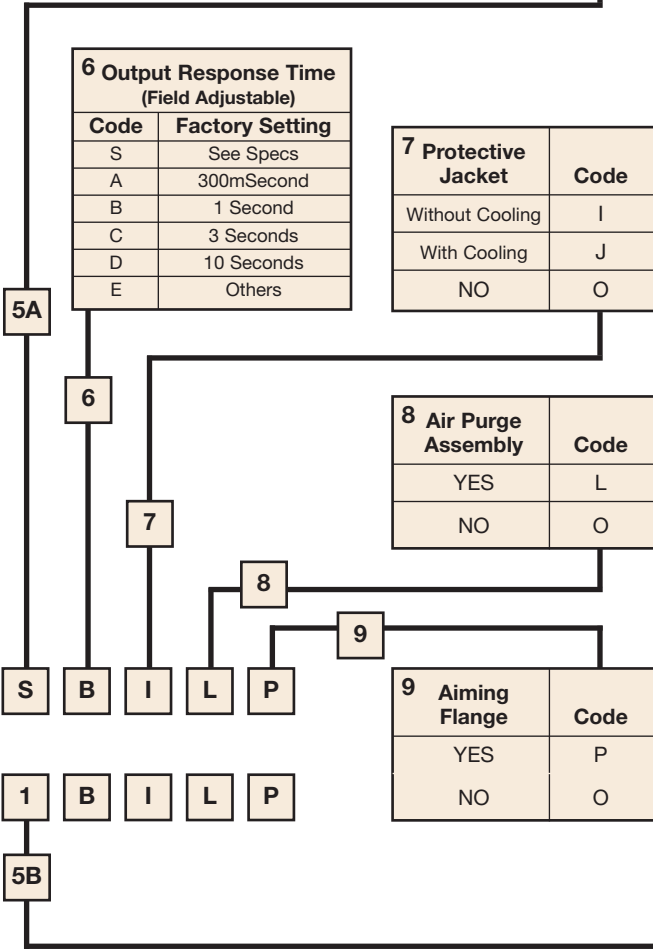 6 Output Response Time
(Field Adjustable)
Code Factory Setting
S See Specs
A 300mSecond
B 1 Second
C 3 Seconds
D 10 Seconds
E Others
7 Protective
Jacket Code
Without Cooling I
With Cooling J
NO O
5A
6
8 Air Purge
Assembly Code
YES L
NO O
7
8
9
S B I L P
9 Aiming
Flange Code
YES P
NO O
1 B I L P
5B